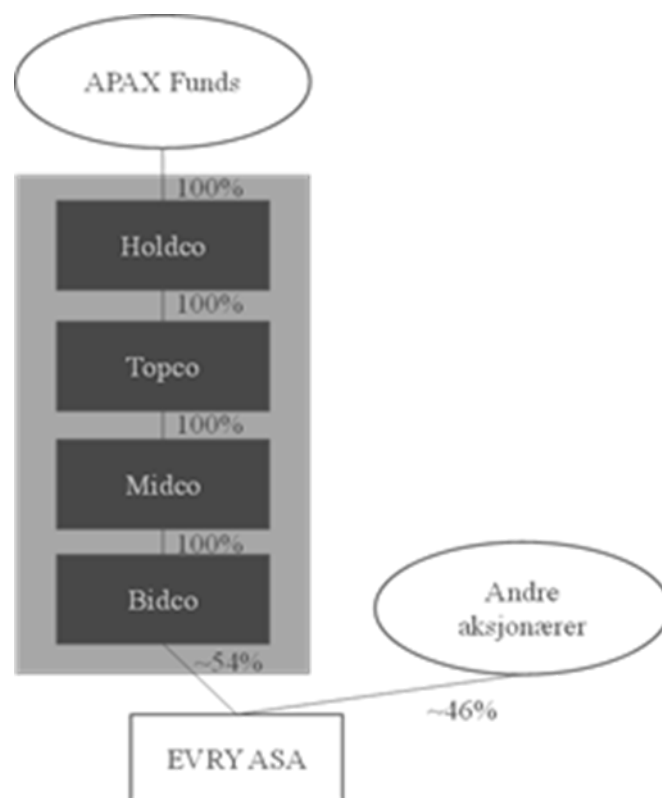 APAX Funds
100%
Holdco
100%
Topco
100%
Midco
100%
Bidco
~54%
Andre
aksjonærer
~46%
EVRY ASA